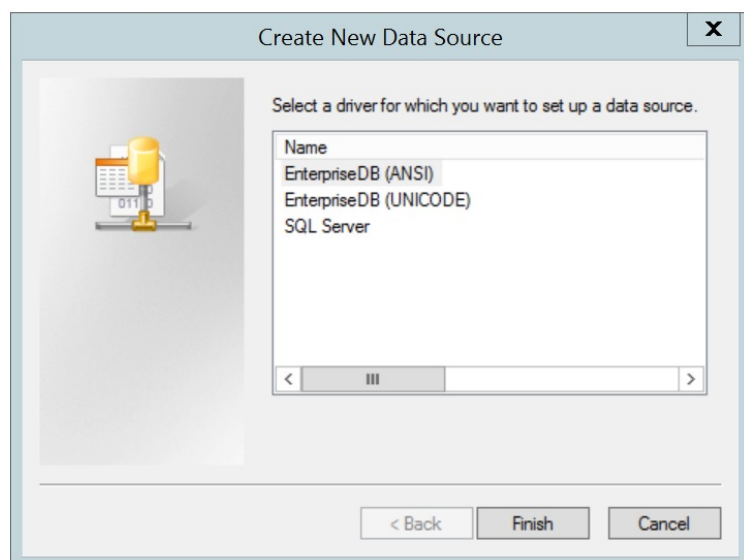 Create New Data Source
X
Select a driver for which you want to set up a data source.
Name
EnterpriseDB (ANSI)
EnterpriseDB (UNICODE)
SQL Server
< Back
Finish
Cancel